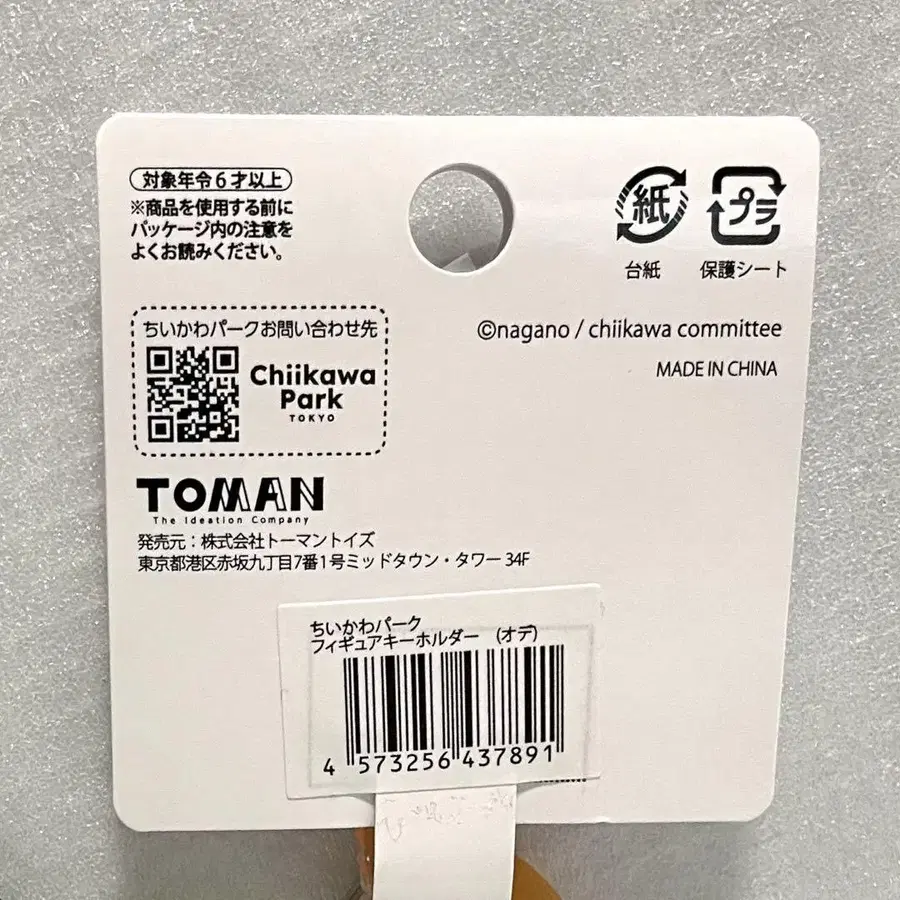 対象年令6才以上
※商品を使用する前に
パッケージ内の注意を
よくお読みください。
紙
プラ
台紙
保護シート
ちいかわパークお問い合わせ先
Chiikawa
Park
TOKYO
©nagano / chiikawa committee
MADE IN CHINA
TOMAN
The Ideation Company
発売元：株式会社トーマントイズ
東京都港区赤坂九丁目7番1号ミッドタウン・タワー 34F
ちいかわパーク
フィギュアキーホルダー （オデ）
4 573256 437891